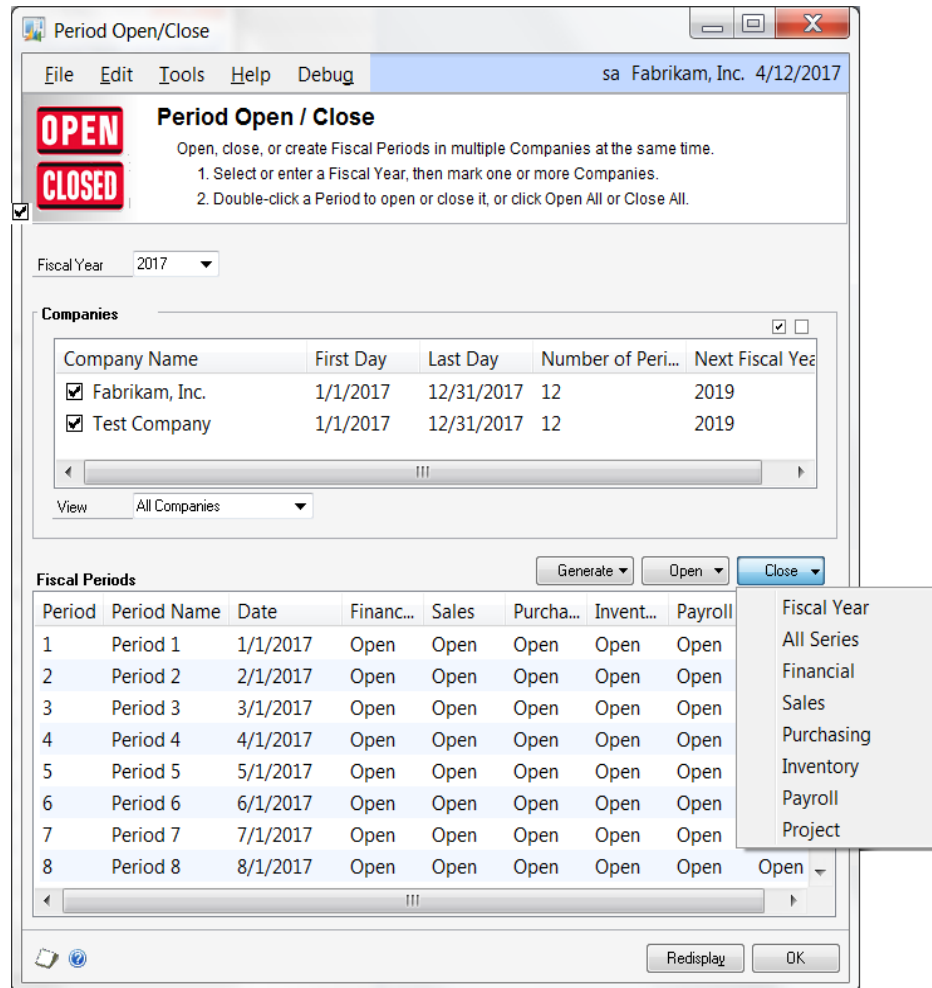 Period Open/Close
File Edit Tools Help Debug sa Fabrikam, Inc. 4/12/2017
OPEN
CLOSED
Period Open / Close
Open, close, or create Fiscal Periods in multiple Companies at the same time.
1. Select or enter a Fiscal Year, then mark one or more Companies.
2. Double-click a Period to open or close it, or click Open All or Close All.
Fiscal Year 2017
Companies
Company Name First Day Last Day Number of Peri... Next Fiscal Yea
Fabrikam, Inc. 1/1/2017 12/31/2017 12 2019
Test Company 1/1/2017 12/31/2017 12 2019
View All Companies
Fiscal Periods Generate Open Close
Period Period Name Date Financ... Sales Purcha... Invent... Payroll
1 Period 1 1/1/2017 Open Open Open Open Open
2 Period 2 2/1/2017 Open Open Open Open Open
3 Period 3 3/1/2017 Open Open Open Open Open
4 Period 4 4/1/2017 Open Open Open Open Open
5 Period 5 5/1/2017 Open Open Open Open Open
6 Period 6 6/1/2017 Open Open Open Open Open
7 Period 7 7/1/2017 Open Open Open Open Open
8 Period 8 8/1/2017 Open Open Open Open Open Open
Fiscal Year
All Series
Financial
Sales
Purchasing
Inventory
Payroll
Project
Redisplay OK